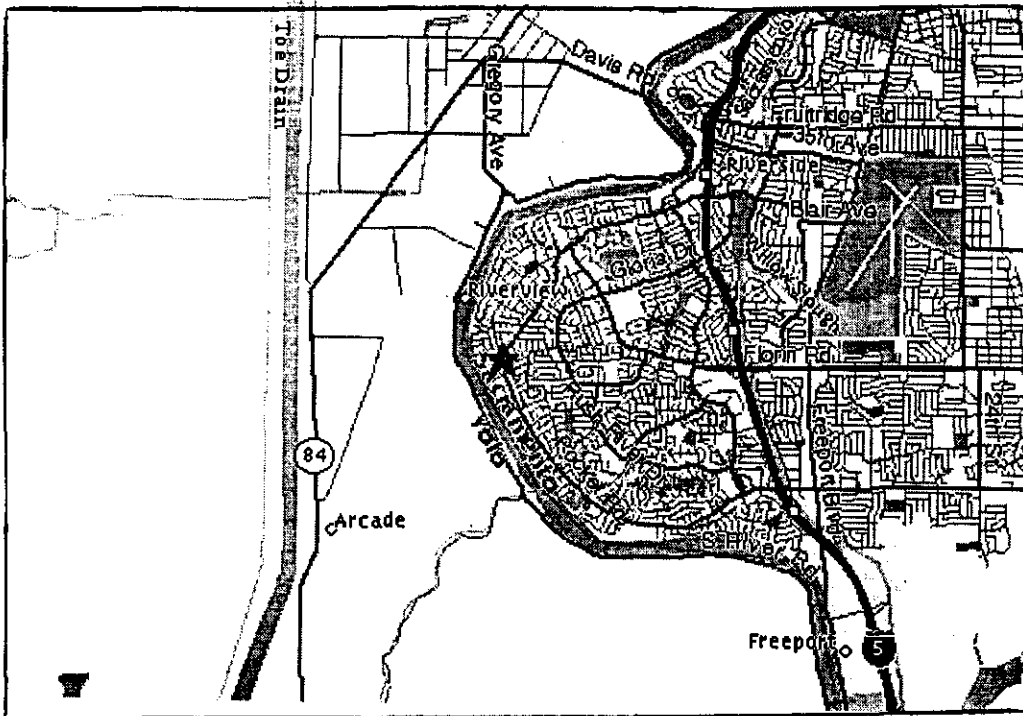 Toe Drain
Gregory Ave
Davis Rd
Fruitridge Rd
35th Ave
Riverside
Blair Ave
Gloria Dr
Riverview
Florin Rd
Yolo
Freeport Blvd
24th
84
Arcade
S River Rd
Freeport
5